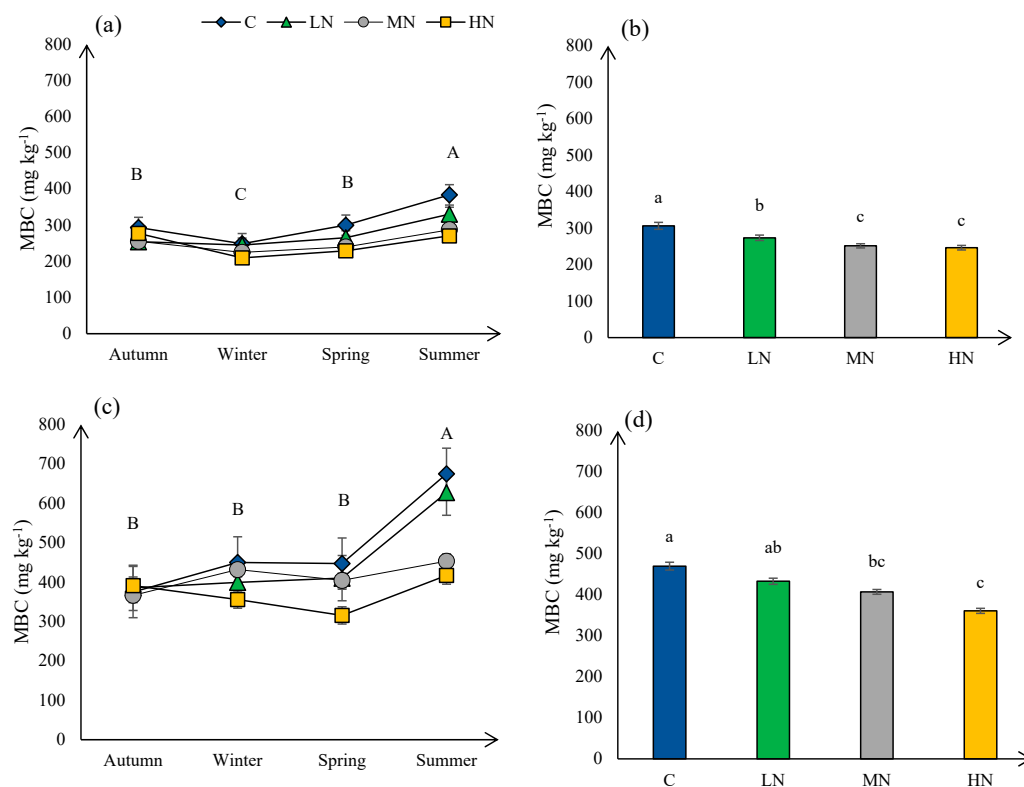 (a)
C LN MN HN
MBC (mg kg⁻¹)
800
700
600
500
400
300
200
100
0
B
C
B
A
Autumn Winter Spring Summer
(b)
MBC (mg kg⁻¹)
800
700
600
500
400
300
200
100
0
a
b
c
c
C LN MN HN
(c)
MBC (mg kg⁻¹)
800
700
600
500
400
300
200
100
0
B
B
B
A
Autumn Winter Spring Summer
(d)
MBC (mg kg⁻¹)
800
700
600
500
400
300
200
100
0
a
ab
bc
c
C LN MN HN